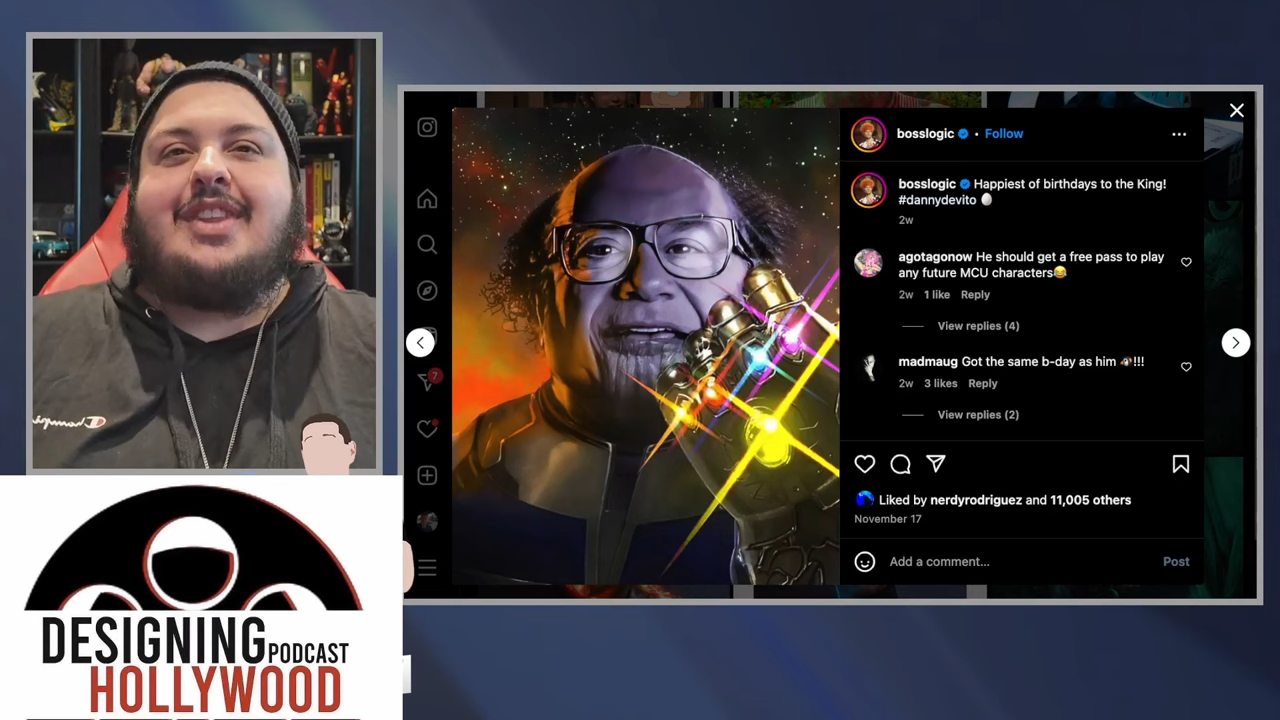 bosslogic • Follow
bosslogic Happiest of birthdays to the King!
#dannydevito
2w
agotagonow He should get a free pass to play
any future MCU characters😂
2w 1 like Reply
View replies (4)
madmaug Got the same b-day as him !!!
2w 3 likes Reply
View replies (2)
7
Liked by nerdyrodriguez and 11,005 others
November 17
Add a comment... Post
Champion
DESIGNING PODCAST
HOLLYWOOD